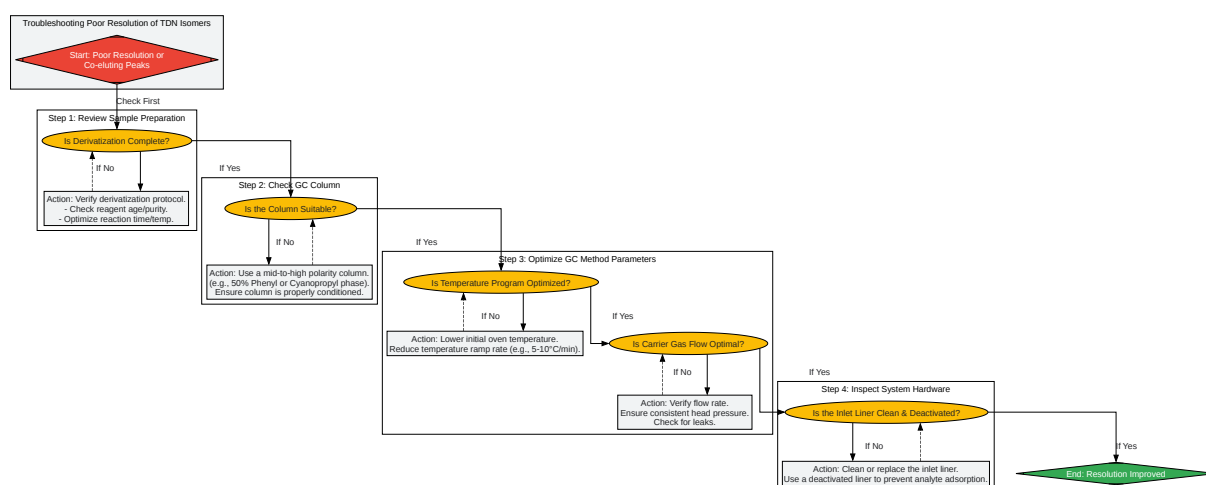 Troubleshooting Poor Resolution of TDN Isomers
Start: Poor Resolution or
Co-eluting Peaks
Check First
Step 1: Review Sample Preparation
Is Derivatization Complete?
If No
If Yes
Action: Verify derivatization protocol.
- Check reagent age/purity.
- Optimize reaction time/temp.
Step 2: Check GC Column
Is the Column Suitable?
If No
If Yes
Action: Use a mid-to-high polarity column.
(e.g., 50% Phenyl or Cyanopropyl phase).
Ensure column is properly conditioned.
Step 3: Optimize GC Method Parameters
Is Temperature Program Optimized?
If No
If Yes
Action: Lower initial oven temperature.
Reduce temperature ramp rate (e.g., 5-10°C/min).
Is Carrier Gas Flow Optimal?
If No
If Yes
Action: Verify flow rate.
Ensure consistent head pressure.
Check for leaks.
Step 4: Inspect System Hardware
Is the Inlet Liner Clean & Deactivated?
If No
If Yes
Action: Clean or replace the inlet liner.
Use a deactivated liner to prevent analyte adsorption.
End: Resolution Improved